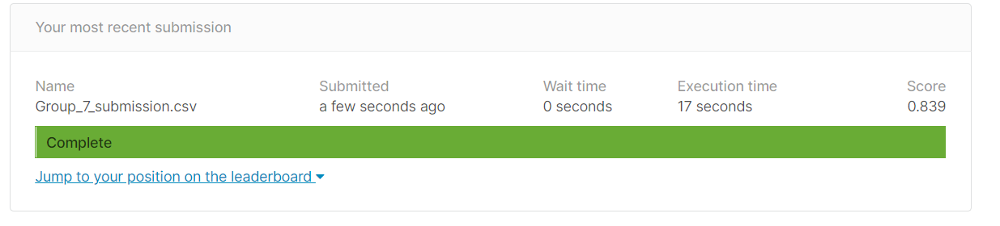 Your most recent submission
Name Submitted Wait time Execution time Score
Group_7_submission.csv a few seconds ago 0 seconds 17 seconds 0.839
Complete
Jump to your position on the leaderboard